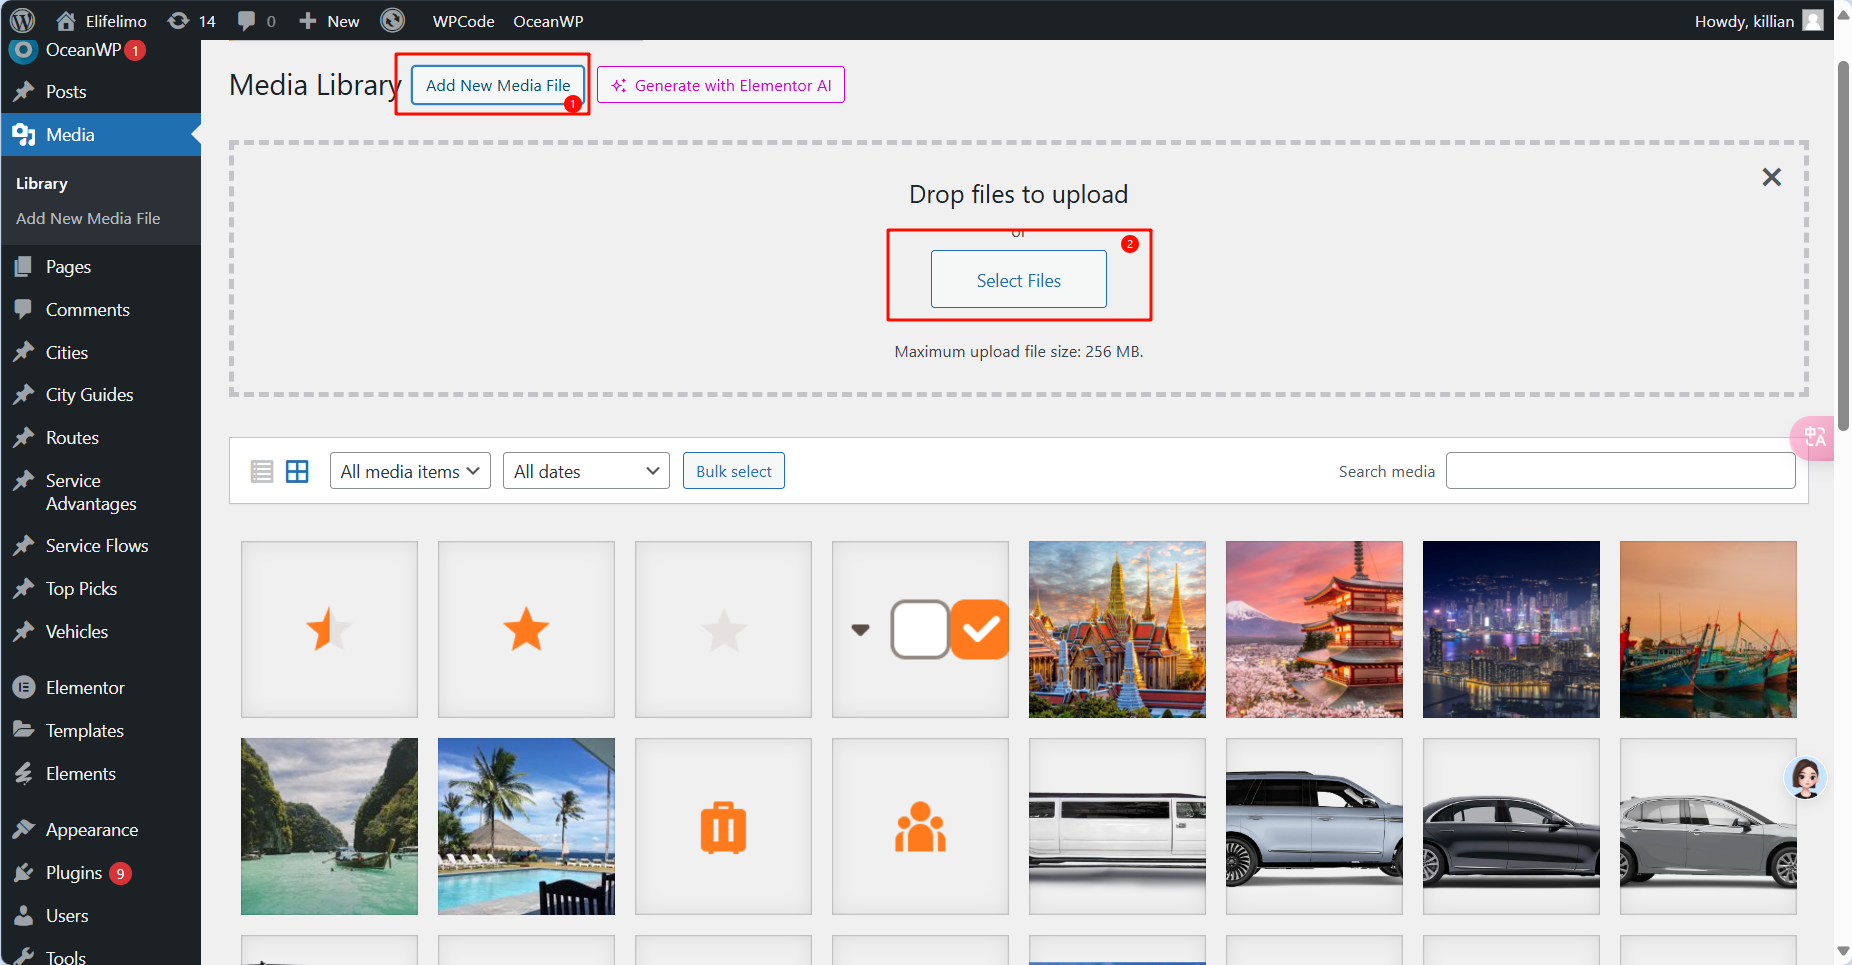 Elifelimo 14 0 New WPCode OceanWP Howdy, killian
OceanWP 1
Posts
Media
Library
Add New Media File
Pages
Comments
Cities
City Guides
Routes
Service
Advantages
Service Flows
Top Picks
Vehicles
Elementor
Templates
Elements
Appearance
Plugins 9
Users
Tools
Media Library Add New Media File 1 Generate with Elementor AI
Drop files to upload
or
2
Select Files
Maximum upload file size: 256 MB.
All media items All dates Bulk select Search media
中A